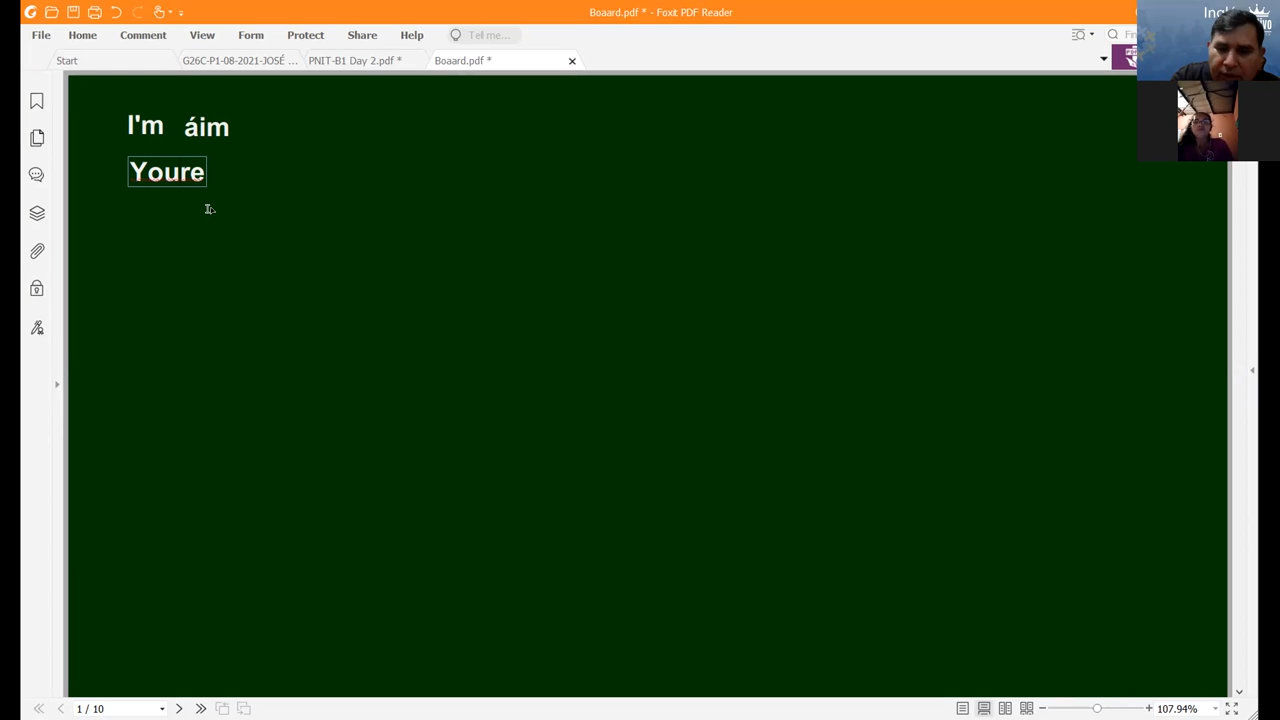 Boaard.pdf * - Foxit PDF Reader
File Home Comment View Form Protect Share Help Tell me...
Start G26C-P1-08-2021-JOSÉ ... PNIT-B1 Day 2.pdf * Boaard.pdf *
I'm áim
Youre
1 / 10
107.94%